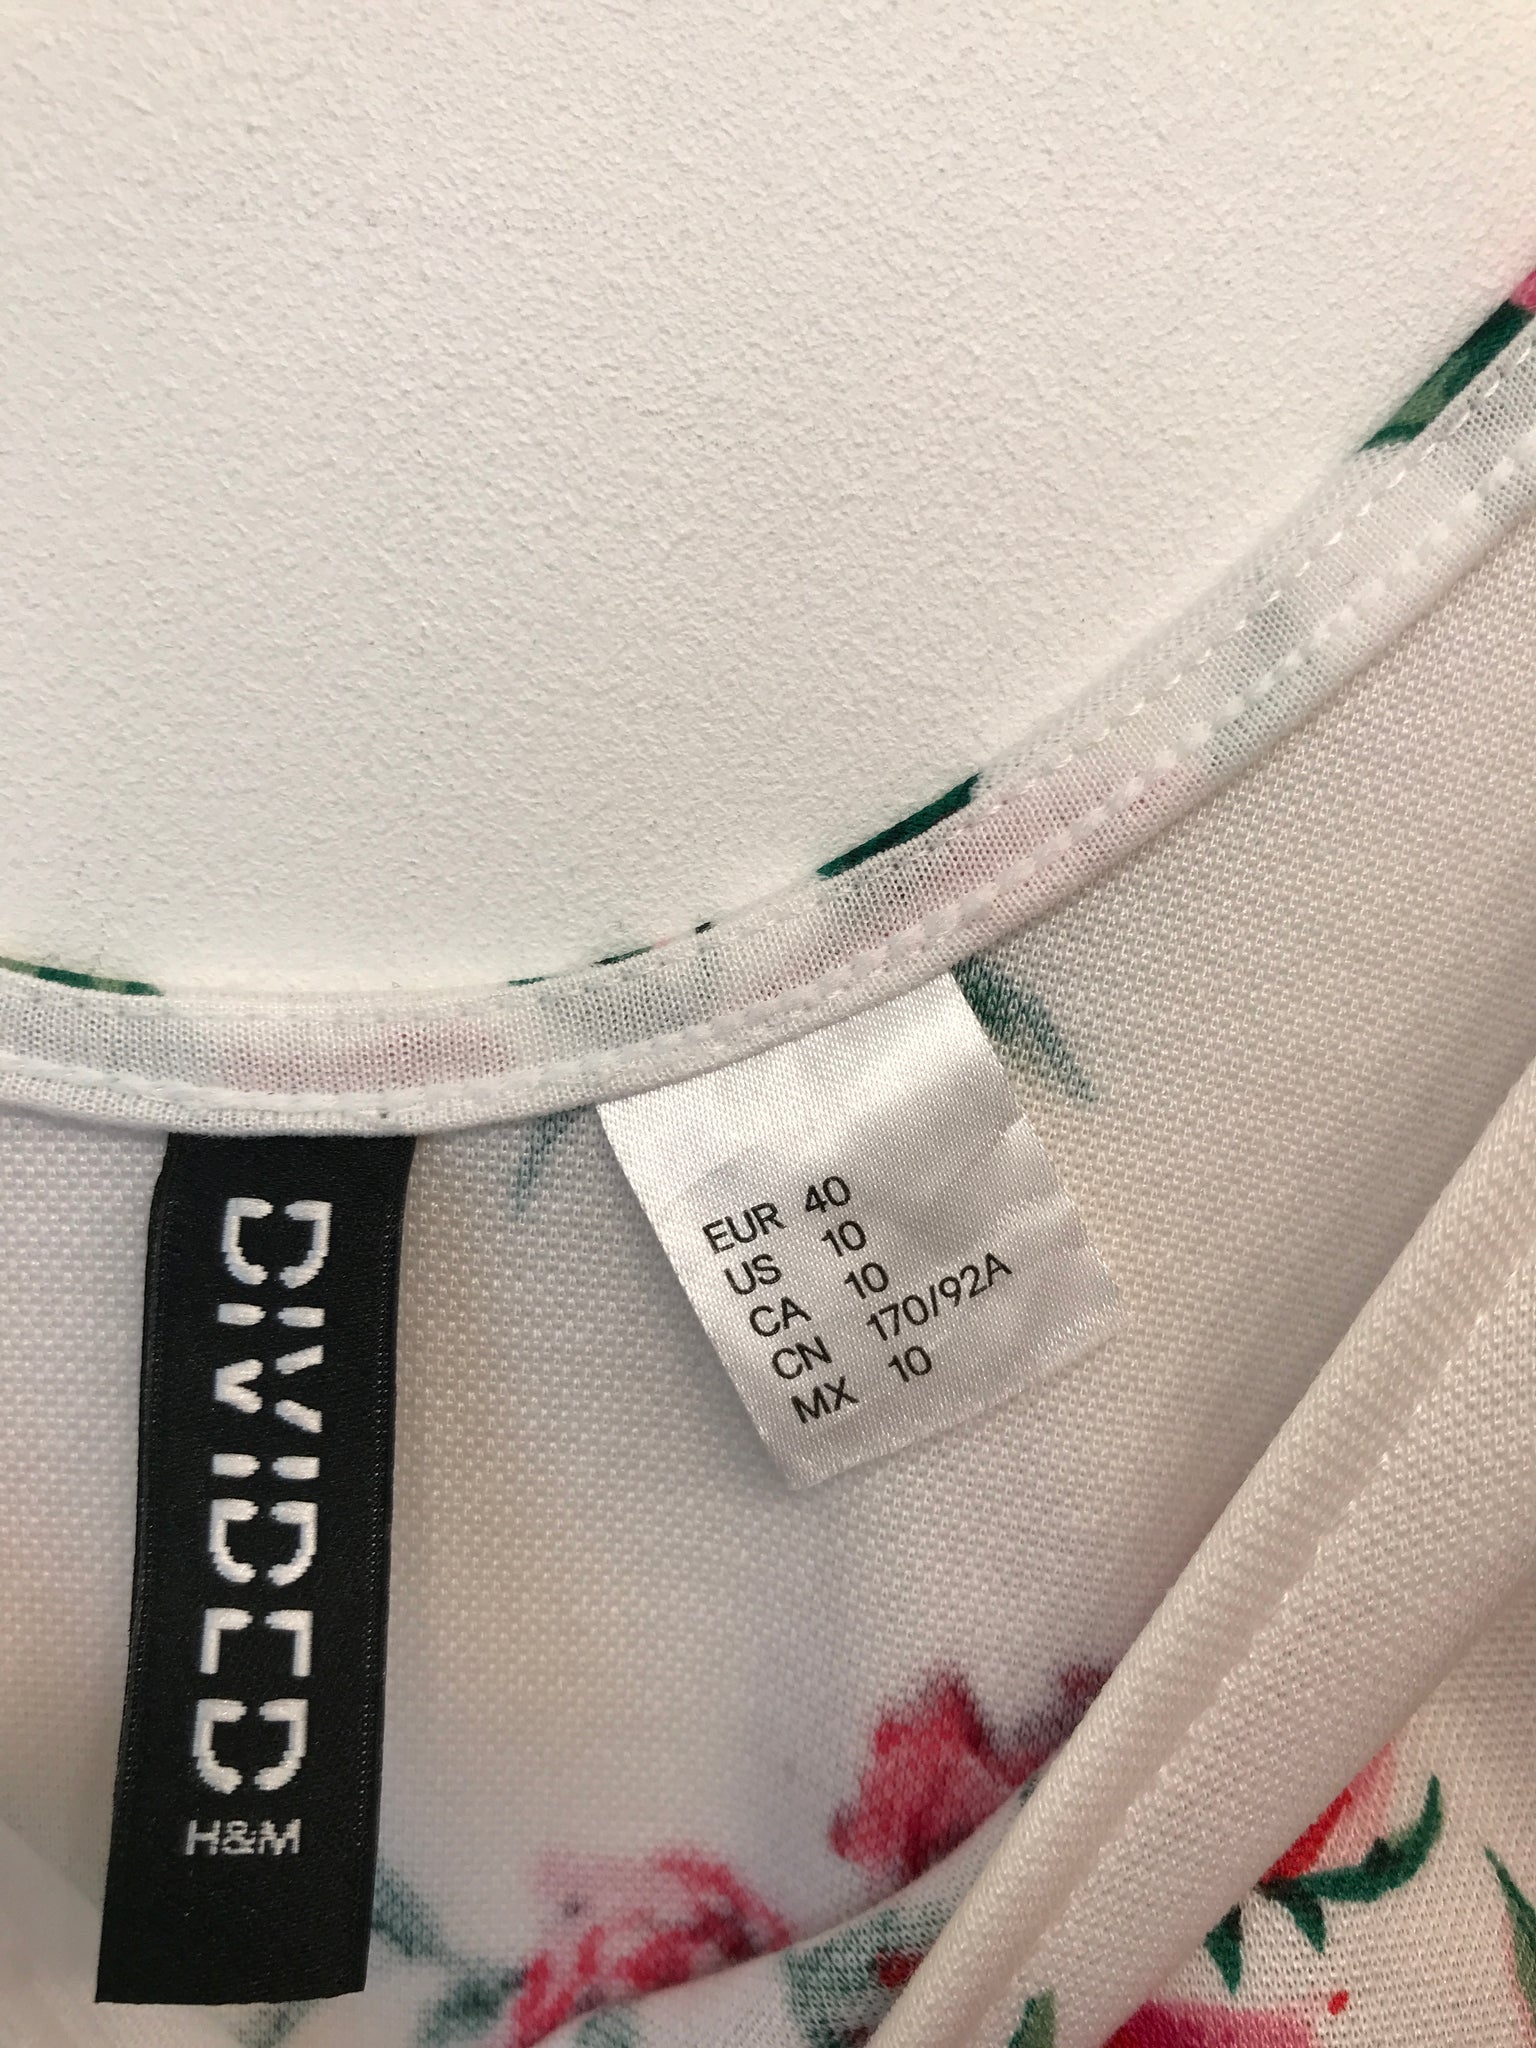 DIVIDED
H&M
EUR 40
US 10
CA 10
CN 170/92A
MX 10